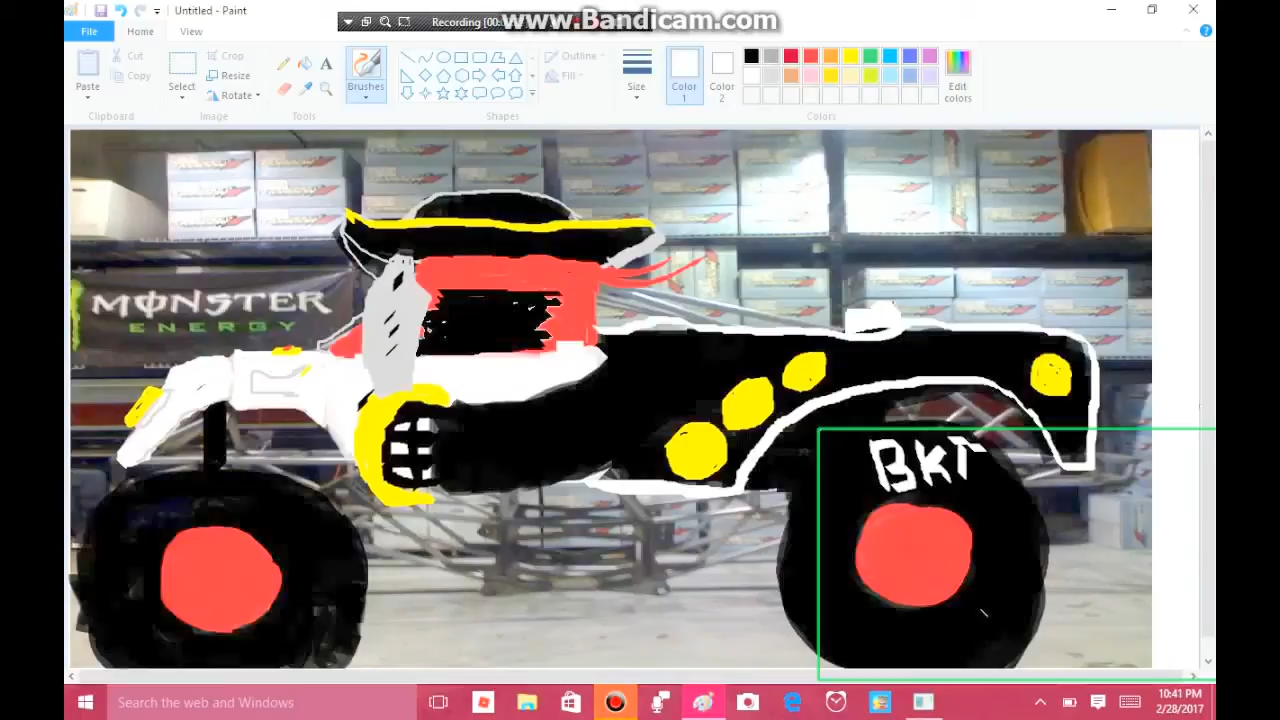 Untitled - Paint
Recording [00:
www.Bandicam.com
File
Home
View
Paste
Cut
Copy
Clipboard
Select
Crop
Resize
Rotate
Image
Tools
Brushes
Shapes
Outline
Fill
Size
Color 1
Color 2
Edit colors
Colors
MONSTER
ENERGY
BKT
Search the web and Windows
10:41 PM
2/28/2017